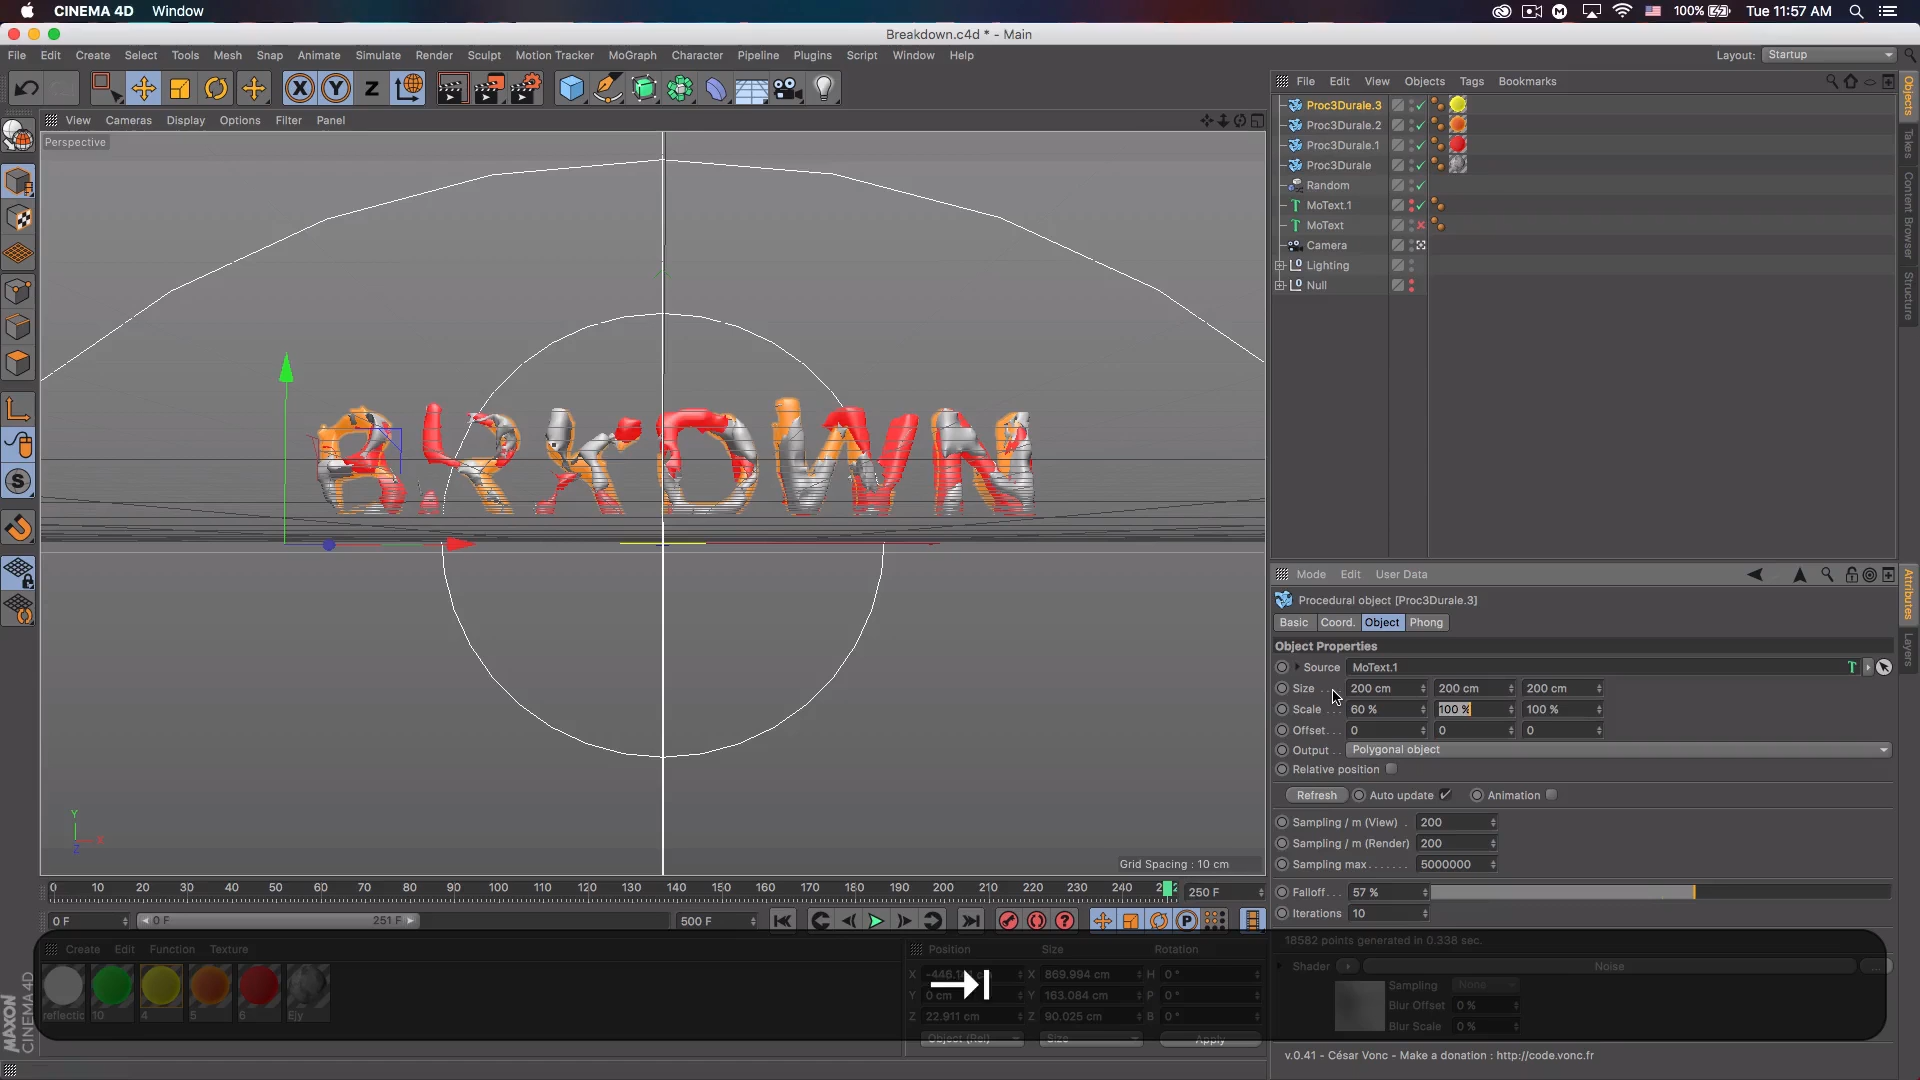 CINEMA 4D Window
100% Tue 11:57 AM
Breakdown.c4d * - Main
File Edit Create Select Tools Mesh Snap Animate Simulate Render Sculpt Motion Tracker MoGraph Character Pipeline Plugins Script Window Help
Layout: Startup
X Y Z
View Cameras Display Options Filter Panel
Perspective
BRKDWN
Y
X
Z
Grid Spacing : 10 cm
File Edit View Objects Tags Bookmarks
Proc3Durale.3
Proc3Durale.2
Proc3Durale.1
Proc3Durale
Random
MoText.1
MoText
Camera
Lighting
Null
Objects
Takes
Content Browser
Structure
Mode Edit User Data
Procedural object [Proc3Durale.3]
Basic Coord. Object Phong
Object Properties
Source MoText.1
Size 200 cm 200 cm 200 cm
Scale 60 % 100 % 100 %
Offset 0 0 0
Output Polygonal object
Relative position
Refresh Auto update Animation
Sampling / m (View) 200
Sampling / m (Render) 200
Sampling max 5000000
Falloff 57 %
Iterations 10
18582 points generated in 0.338 sec.
Shader Noise
Sampling None
Blur Offset 0 %
Blur Scale 0 %
v.0.41 - César Vonc - Make a donation : http://code.vonc.fr
Attributes
Layers
0 10 20 30 40 50 60 70 80 90 100 110 120 130 140 150 160 170 180 190 200 210 220 230 240 250 F
0 F 0 F 251 F 500 F
Create Edit Function Texture
reflectic 10 4 5 6 Ejy
Position Size Rotation
X X 869.994 cm H 0 °
Y 0 cm Y 163.084 cm P 0 °
Z 22.911 cm Z 90.025 cm B 0 °
Object (Rel) Size Apply
MAXON
CINEMA 4D